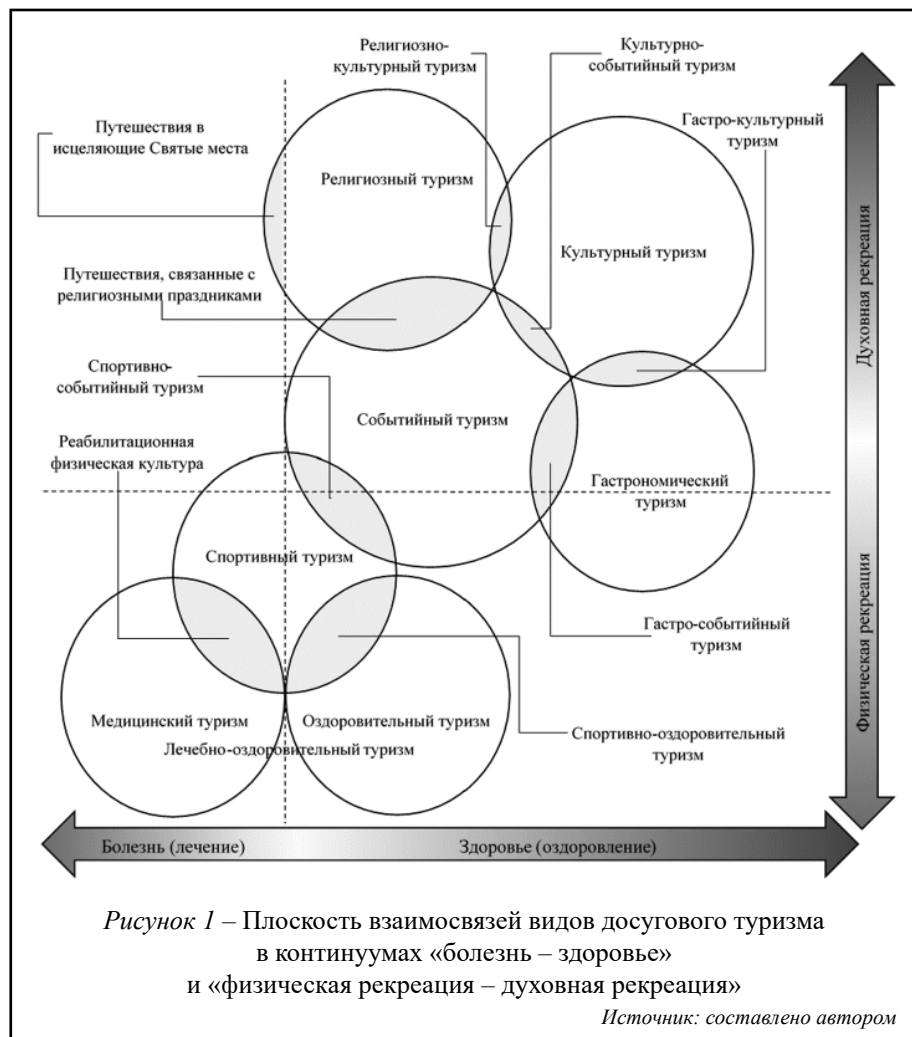 Религиозно-
культурный туризм
Культурно-
событийный туризм
Гастро-культурный
туризм
Путешествия в
исцеляющие Святые места
Религиозный туризм
Культурный туризм
Путешествия, связанные с
религиозными праздниками
Спортивно-
событийный туризм
Событийный туризм
Реабилитационная
физическая культура
Гастрономический
туризм
Спортивный туризм
Гастро-событийный
туризм
Медицинский туризм
Оздоровительный туризм
Лечебно-оздоровительный туризм
Спортивно-оздоровительный
туризм
Духовная рекреация
Физическая рекреация
Болезнь (лечение)
Здоровье (оздоровление)
Рисунок 1 – Плоскость взаимосвязей видов досугового туризма
в континуумах «болезнь – здоровье»
и «физическая рекреация – духовная рекреация»
Источник: составлено автором